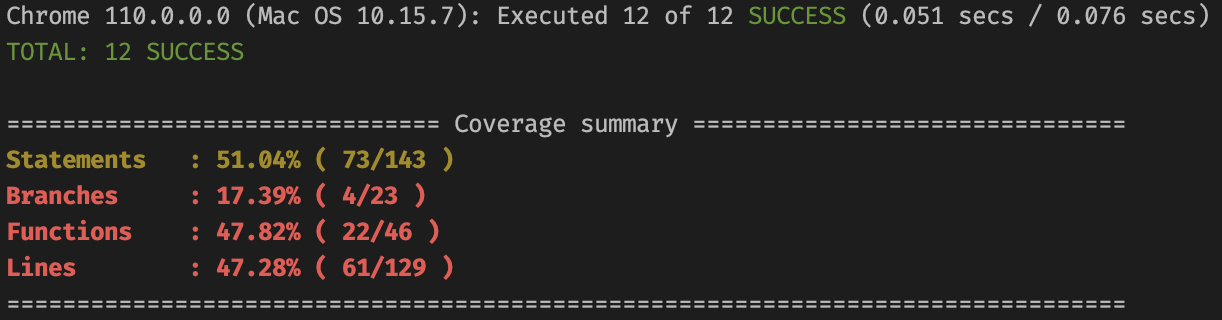 Chrome 110.0.0.0 (Mac OS 10.15.7): Executed 12 of 12 SUCCESS (0.051 secs / 0.076 secs)
TOTAL: 12 SUCCESS
=============================== Coverage summary ===============================
Statements   : 51.04% ( 73/143 )
Branches     : 17.39% ( 4/23 )
Functions    : 47.82% ( 22/46 )
Lines        : 47.28% ( 61/129 )
================================================================================